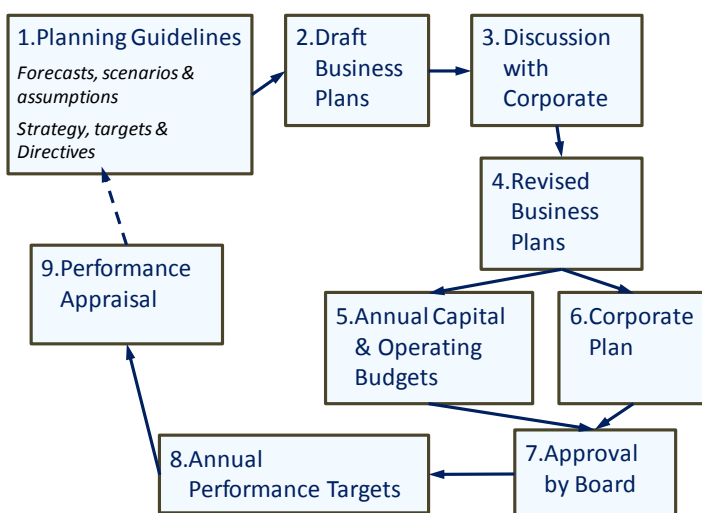 1.Planning Guidelines
Forecasts, scenarios &
assumptions
Strategy, targets &
Directives
2.Draft
Business
Plans
3. Discussion
with
Corporate
4.Revised
Business
Plans
5.Annual Capital
& Operating
Budgets
6.Corporate
Plan
7.Approval
by Board
8.Annual
Performance Targets
9.Performance
Appraisal